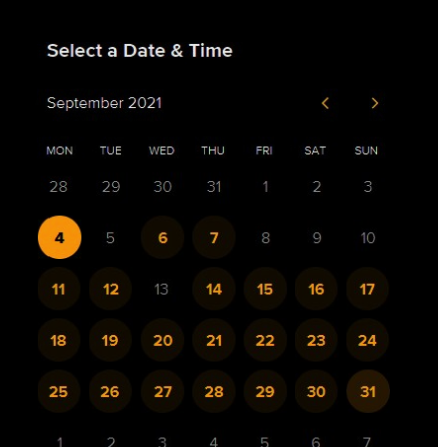 Select a Date & Time
September 2021
MON TUE WED THU FRI SAT SUN
28 29 30 31 1 2 3
4 5 6 7 8 9 10
11 12 13 14 15 16 17
18 19 20 21 22 23 24
25 26 27 28 29 30 31
1 2 3 4 5 6 7